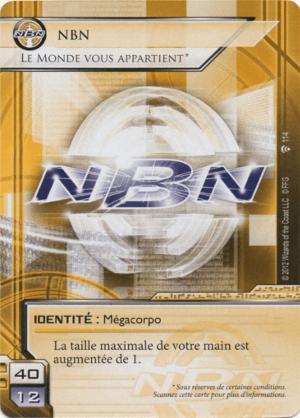 NBN
NBN
Le Monde vous appartient*
NBN
114
© 2012 Wizards of the Coast LLC. © FFG
IDENTITÉ : Mégacorpo
La taille maximale de votre main est
augmentée de 1.
40
12
* Sous réserves de certaines conditions.
Scannez cette carte pour plus d'informations.